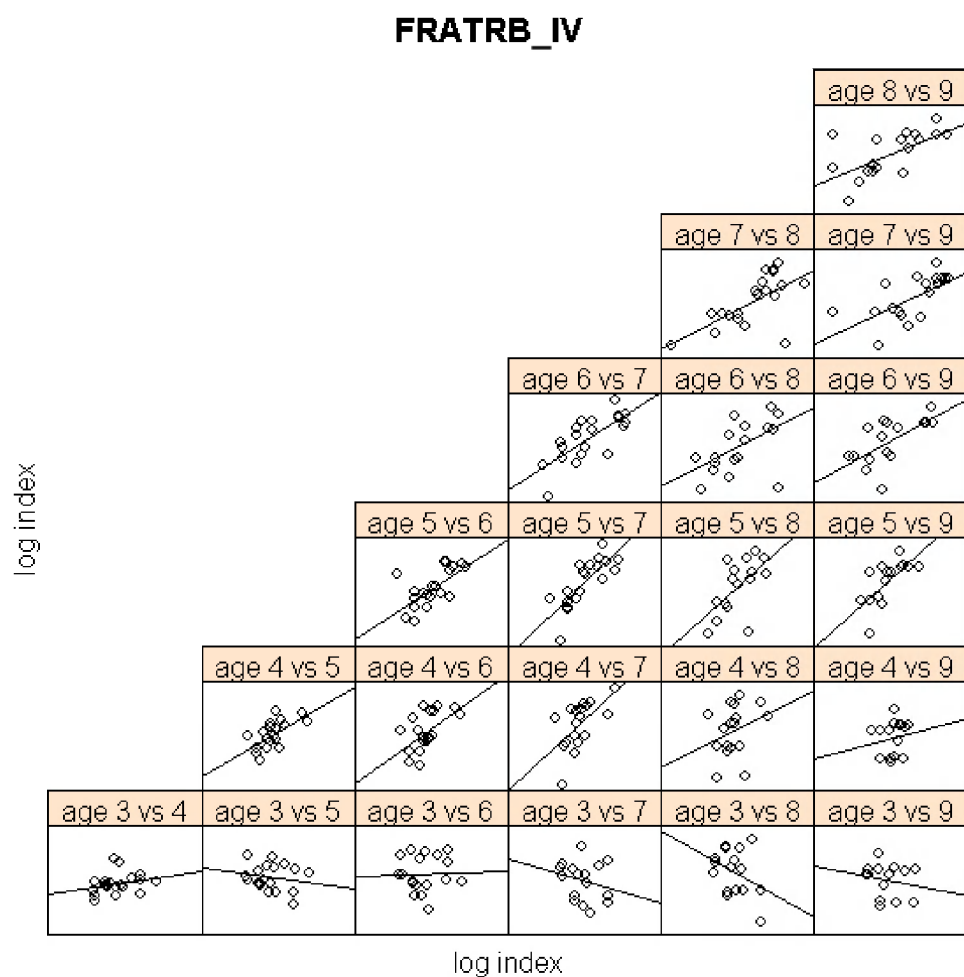 FRATRB_IV
age 8 vs 9
age 7 vs 8 age 7 vs 9
age 6 vs 7 age 6 vs 8 age 6 vs 9
log index
age 5 vs 6 age 5 vs 7 age 5 vs 8 age 5 vs 9
age 4 vs 5 age 4 vs 6 age 4 vs 7 age 4 vs 8 age 4 vs 9
age 3 vs 4 age 3 vs 5 age 3 vs 6 age 3 vs 7 age 3 vs 8 age 3 vs 9
log index